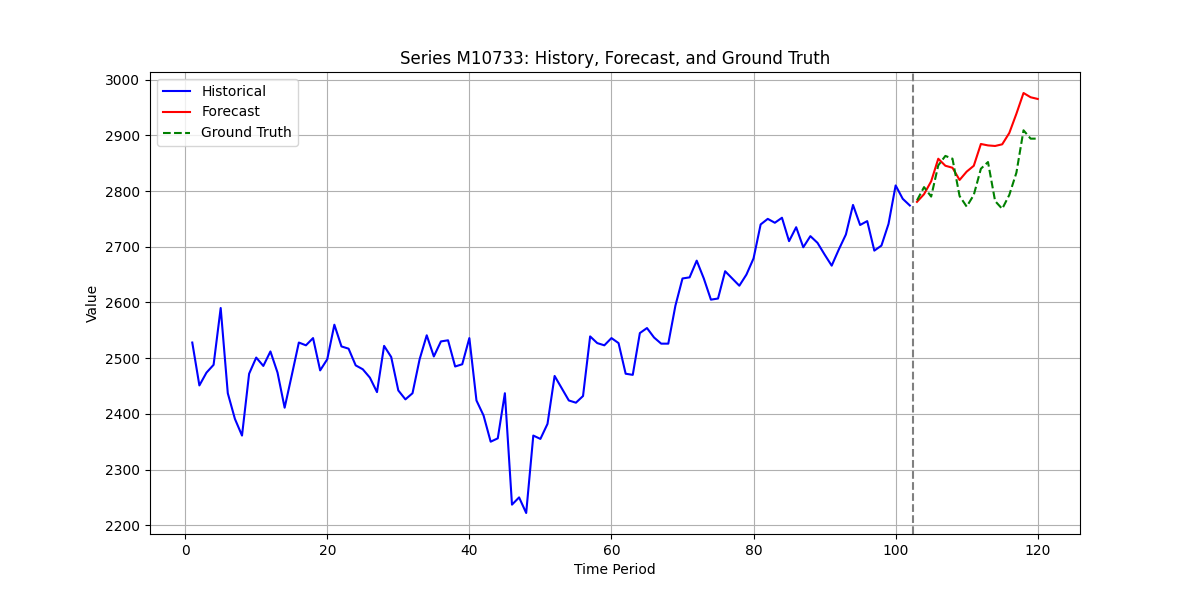 Series M10733: History, Forecast, and Ground Truth
Historical
Forecast
Ground Truth
3000
2900
2800
2700
2600
2500
2400
2300
2200
Value
0 20 40 60 80 100 120
Time Period